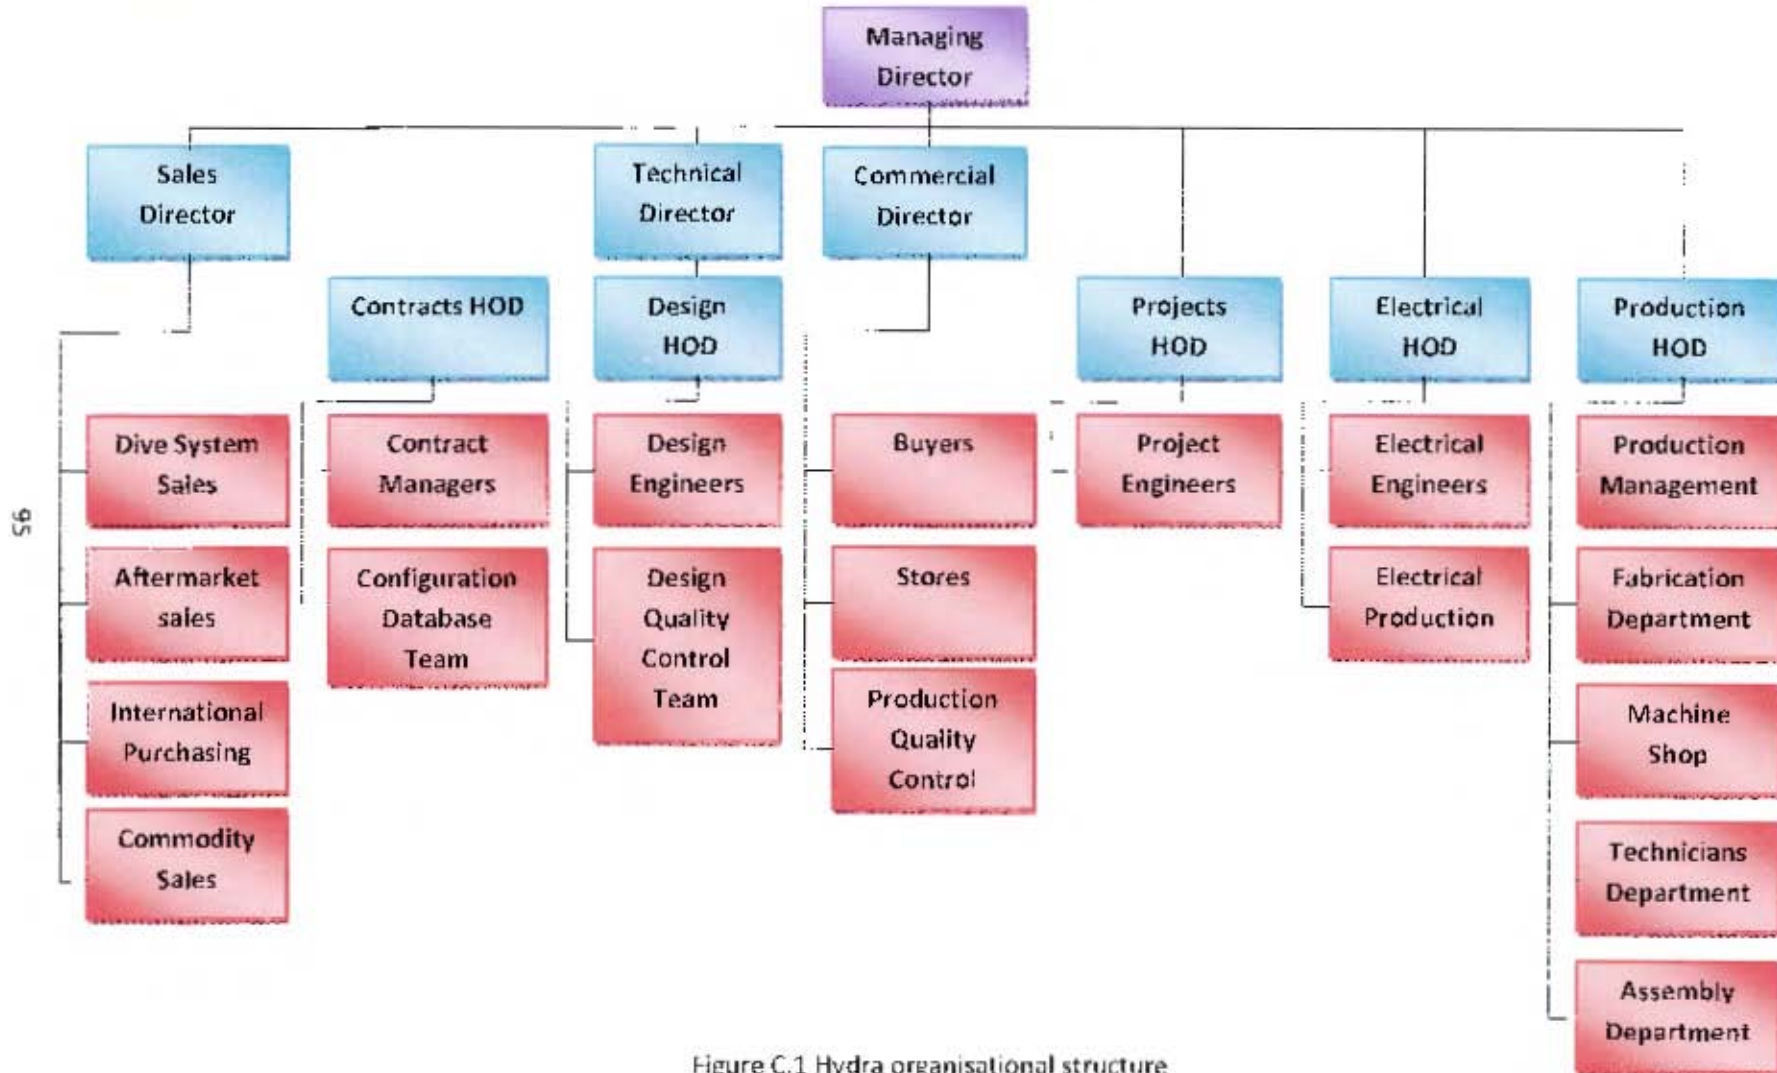 Managing
Director
Sales
Director
Technical
Director
Commercial
Director
Contracts HOD
Design
HOD
Projects
HOD
Electrical
HOD
Production
HOD
Dive System
Sales
Contract
Managers
Design
Engineers
Buyers
Project
Engineers
Electrical
Engineers
Production
Management
Aftermarket
sales
Configuration
Database
Team
Design
Quality
Control
Team
Stores
Electrical
Production
Fabrication
Department
International
Purchasing
Production
Quality
Control
Machine
Shop
Commodity
Sales
Technicians
Department
Assembly
Department
95
Figure C.1 Hydra organisational structure